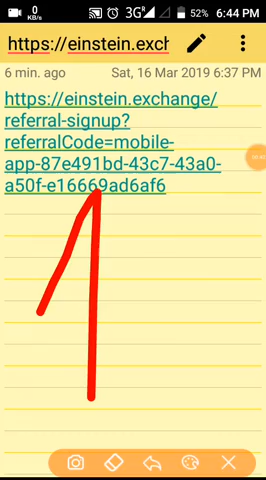 0
KB/s
3G
52%
6:44 PM
https://einstein.exch
6 min. ago
Sat, 16 Mar 2019 6:37 PM
https://einstein.exchange/
referral-signup?
referralCode=mobile-
app-87e491bd-43c7-43a0-
a50f-e16669ad6af6